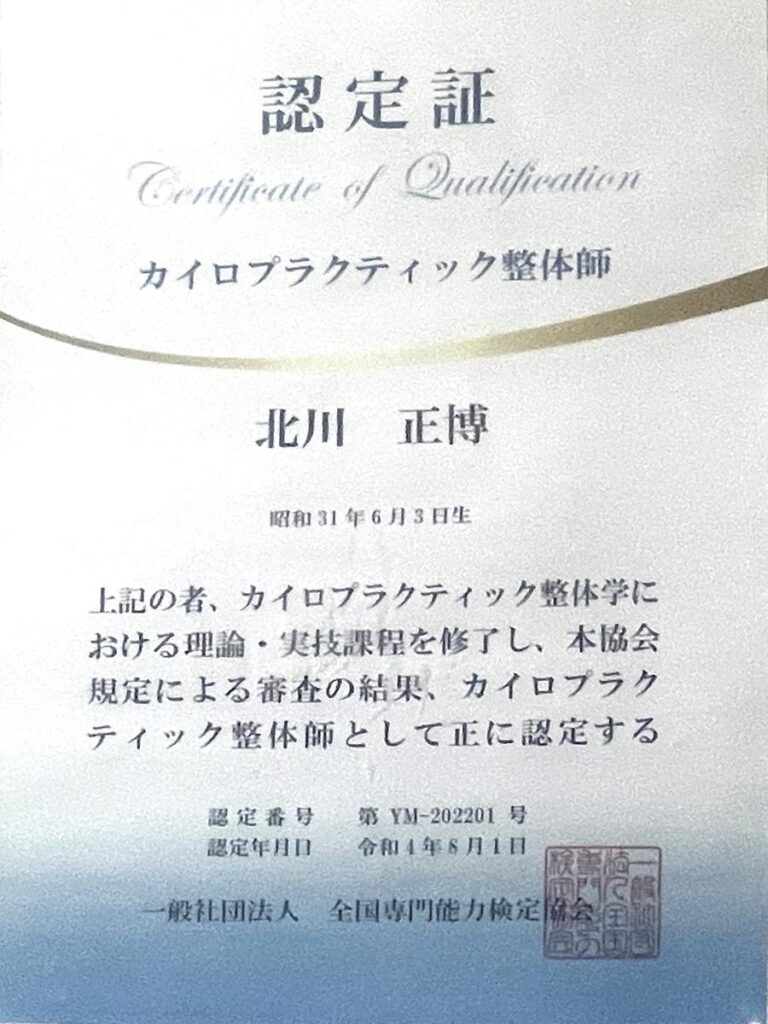 認定証
Certificate of Qualification
カイロプラクティック整体師
北川 正博
昭和31年6月3日生
上記の者、カイロプラクティック整体学に
おける理論・実技課程を修了し、本協会
規定による審査の結果、カイロプラク
ティック整体師として正に認定する
認定番号 第 YM-202201 号
認定年月日 令和4年8月1日
一般社団法人 全国専門能力検定協会